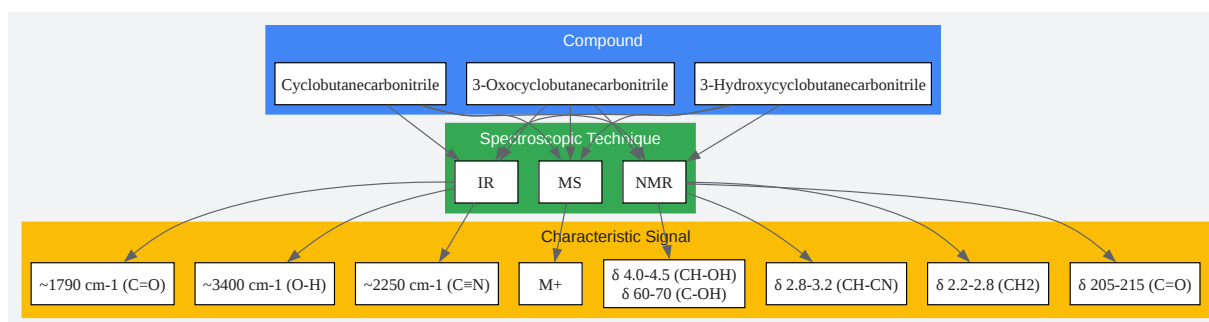 Compound
Cyclobutanecarbonitrile
3-Oxocyclobutanecarbonitrile
3-Hydroxycyclobutanecarbonitrile
Spectroscopic Technique
IR
MS
NMR
Characteristic Signal
~1790 cm-1 (C=O)
~3400 cm-1 (O-H)
~2250 cm-1 (C≡N)
M+
δ 4.0-4.5 (CH-OH)
δ 60-70 (C-OH)
δ 2.8-3.2 (CH-CN)
δ 2.2-2.8 (CH2)
δ 205-215 (C=O)